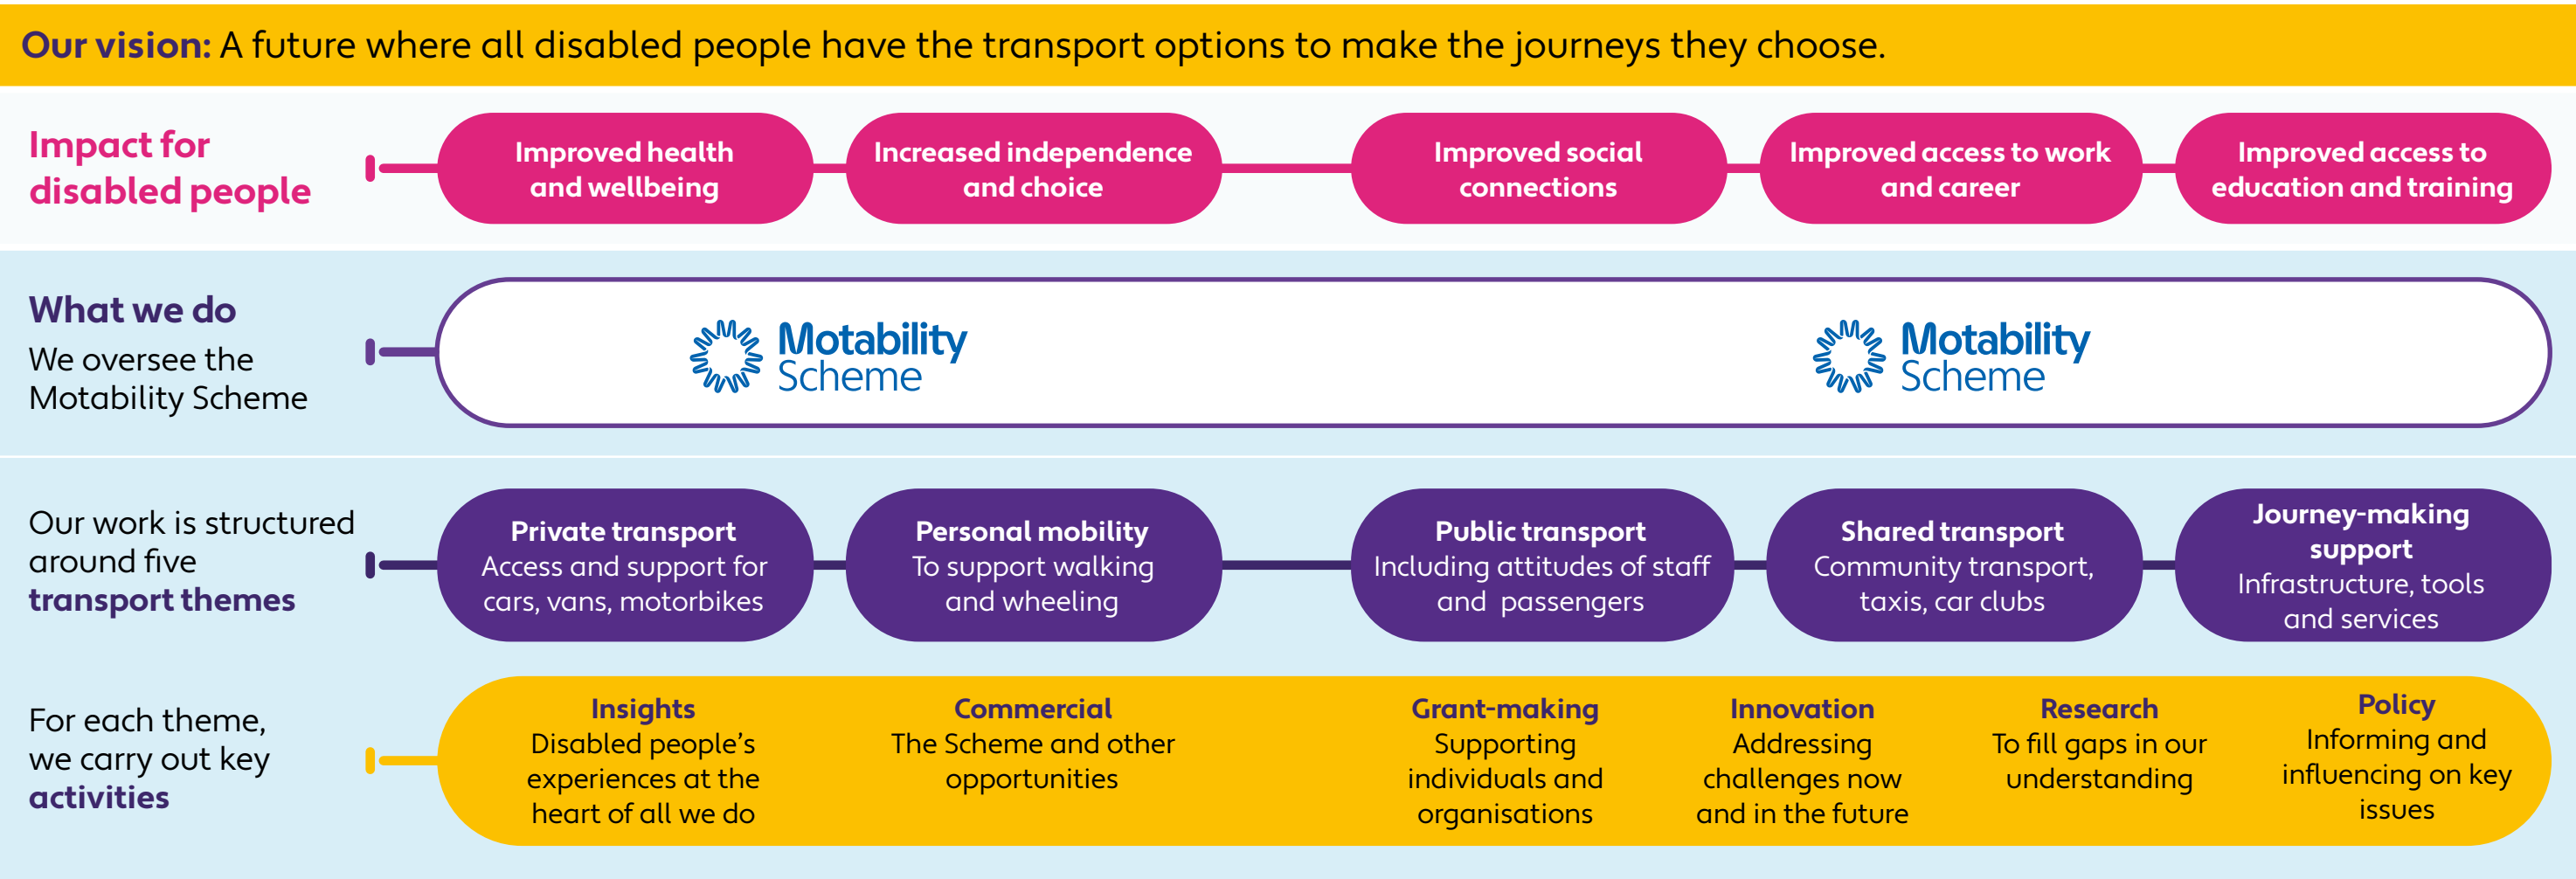 Our vision: A future where all disabled people have the transport options to make the journeys they choose.
Impact for
disabled people
Improved health
and wellbeing
Increased independence
and choice
Improved social
connections
Improved access to work
and career
Improved access to
education and training
What we do
We oversee the
Motability Scheme
Motability
Scheme
Motability
Scheme
Our work is structured
around five
transport themes
Private transport
Access and support for
cars, vans, motorbikes
Personal mobility
To support walking
and wheeling
Public transport
Including attitudes of staff
and passengers
Shared transport
Community transport,
taxis, car clubs
Journey-making
support
Infrastructure, tools
and services
For each theme,
we carry out key
activities
Insights
Disabled people’s
experiences at the
heart of all we do
Commercial
The Scheme and other
opportunities
Grant-making
Supporting
individuals and
organisations
Innovation
Addressing
challenges now
and in the future
Research
To fill gaps in our
understanding
Policy
Informing and
influencing on key
issues